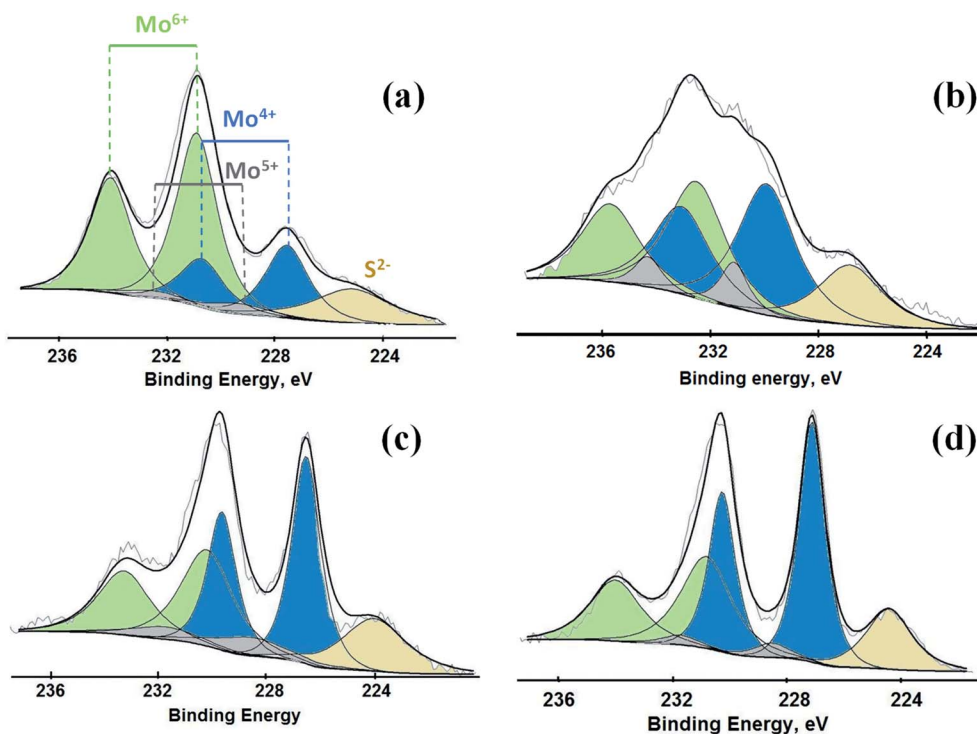 Mo6+
(a)
Mo4+
Mo5+
S2-
236 232 228 224
Binding Energy, eV
(b)
236 232 228 224
Binding energy, eV
(c)
236 232 228 224
Binding Energy
(d)
236 232 228 224
Binding Energy, eV